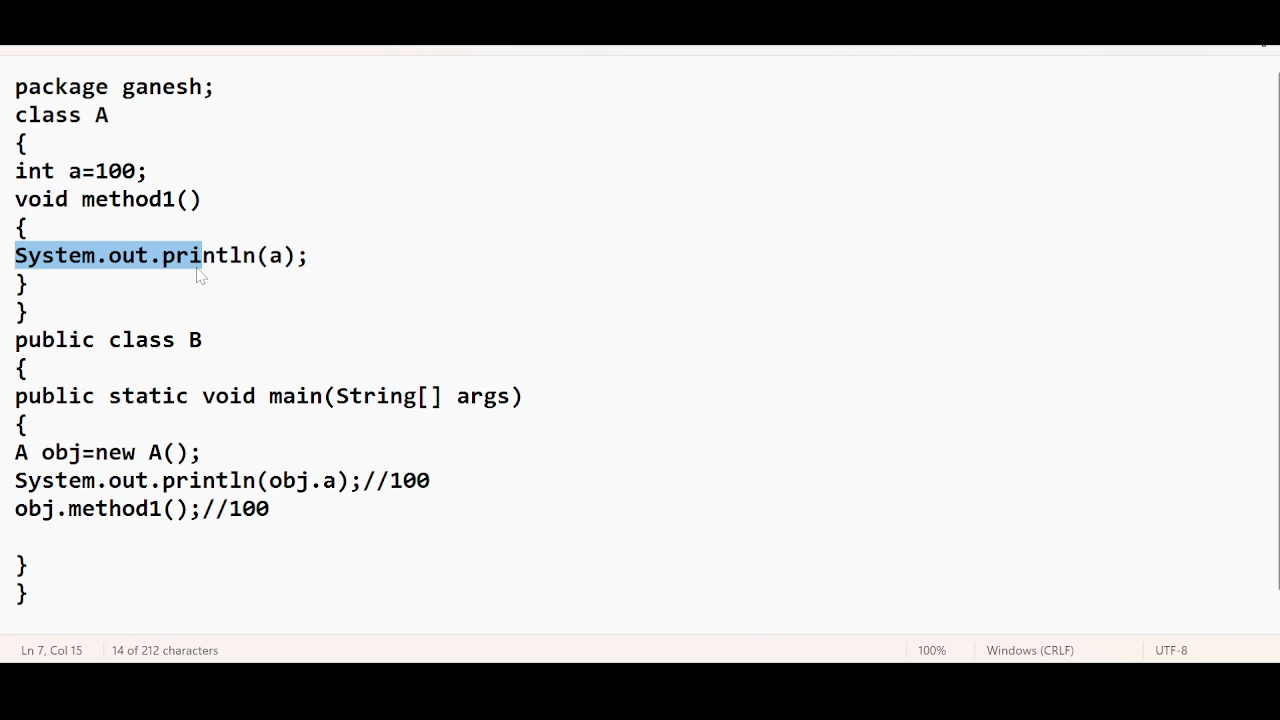 package ganesh;
class A
{
int a=100;
void method1()
{
System.out.println(a);
}
}
public class B
{
public static void main(String[] args)
{
A obj=new A();
System.out.println(obj.a);//100
obj.method1();//100
}
}
Ln 7, Col 15 14 of 212 characters 100% Windows (CRLF) UTF-8